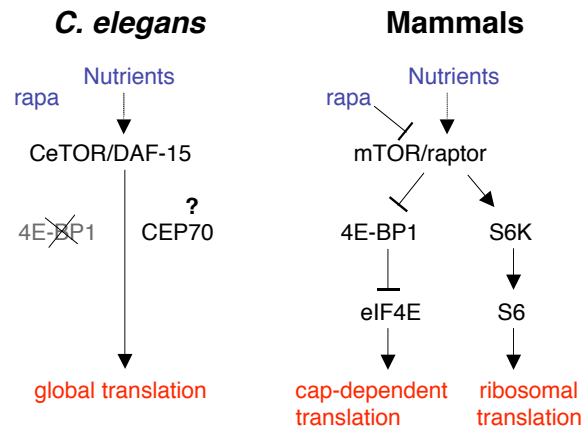 C. elegans
Nutrients
rapa
CeTOR/DAF-15
?
4E-BP1
CEP70
global translation
Mammals
Nutrients
rapa
mTOR/raptor
4E-BP1
S6K
eIF4E
S6
cap-dependent
translation
ribosomal
translation